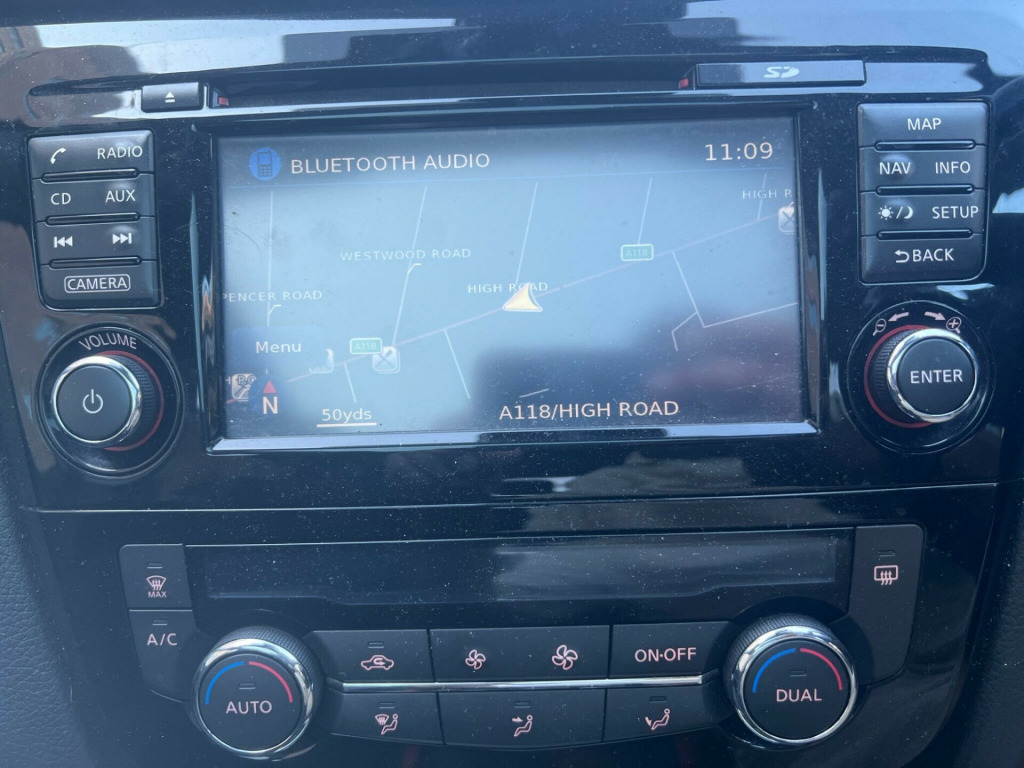 SD
RADIO
CD AUX
CAMERA
VOLUME
BLUETOOTH AUDIO 11:09
HIGH R
A118
WESTWOOD ROAD
HIGH ROAD
PENCER ROAD
A118
Menu
N
50yds
A118/HIGH ROAD
MAP
NAV INFO
SETUP
BACK
ENTER
MAX
A/C
AUTO
ON·OFF
DUAL